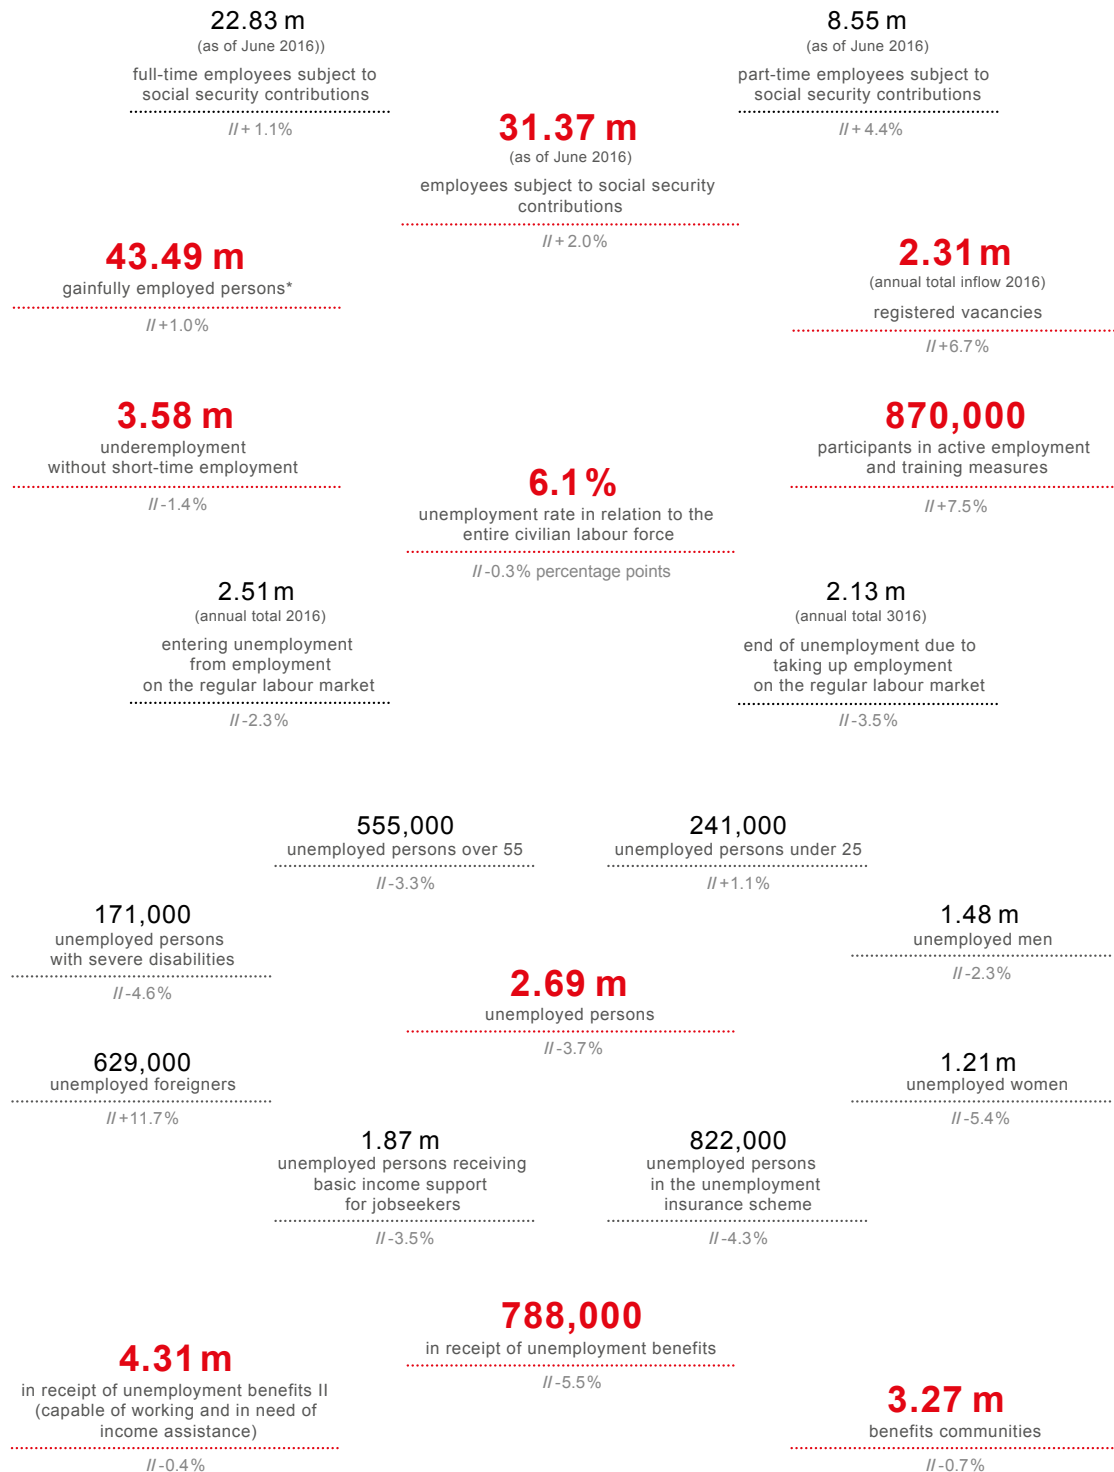 22.83 m
(as of June 2016))
full-time employees subject to
social security contributions
// + 1.1%
8.55 m
(as of June 2016)
part-time employees subject to
social security contributions
// + 4.4%
31.37 m
(as of June 2016)
employees subject to social security
contributions
// + 2.0%
43.49 m
gainfully employed persons*
// +1.0%
2.31 m
(annual total inflow 2016)
registered vacancies
// +6.7%
3.58 m
underemployment
without short-time employment
// -1.4%
870,000
participants in active employment
and training measures
// +7.5%
6.1%
unemployment rate in relation to the
entire civilian labour force
// -0.3% percentage points
2.51 m
(annual total 2016)
entering unemployment
from employment
on the regular labour market
// -2.3%
2.13 m
(annual total 3016)
end of unemployment due to
taking up employment
on the regular labour market
// -3.5%
555,000
unemployed persons over 55
// -3.3%
241,000
unemployed persons under 25
// +1.1%
171,000
unemployed persons
with severe disabilities
// -4.6%
1.48 m
unemployed men
// -2.3%
2.69 m
unemployed persons
// -3.7%
629,000
unemployed foreigners
// +11.7%
1.21 m
unemployed women
// -5.4%
1.87 m
unemployed persons receiving
basic income support
for jobseekers
// -3.5%
822,000
unemployed persons
in the unemployment
insurance scheme
// -4.3%
788,000
in receipt of unemployment benefits
// -5.5%
4.31 m
in receipt of unemployment benefits II
(capable of working and in need of
income assistance)
// -0.4%
3.27 m
benefits communities
// -0.7%